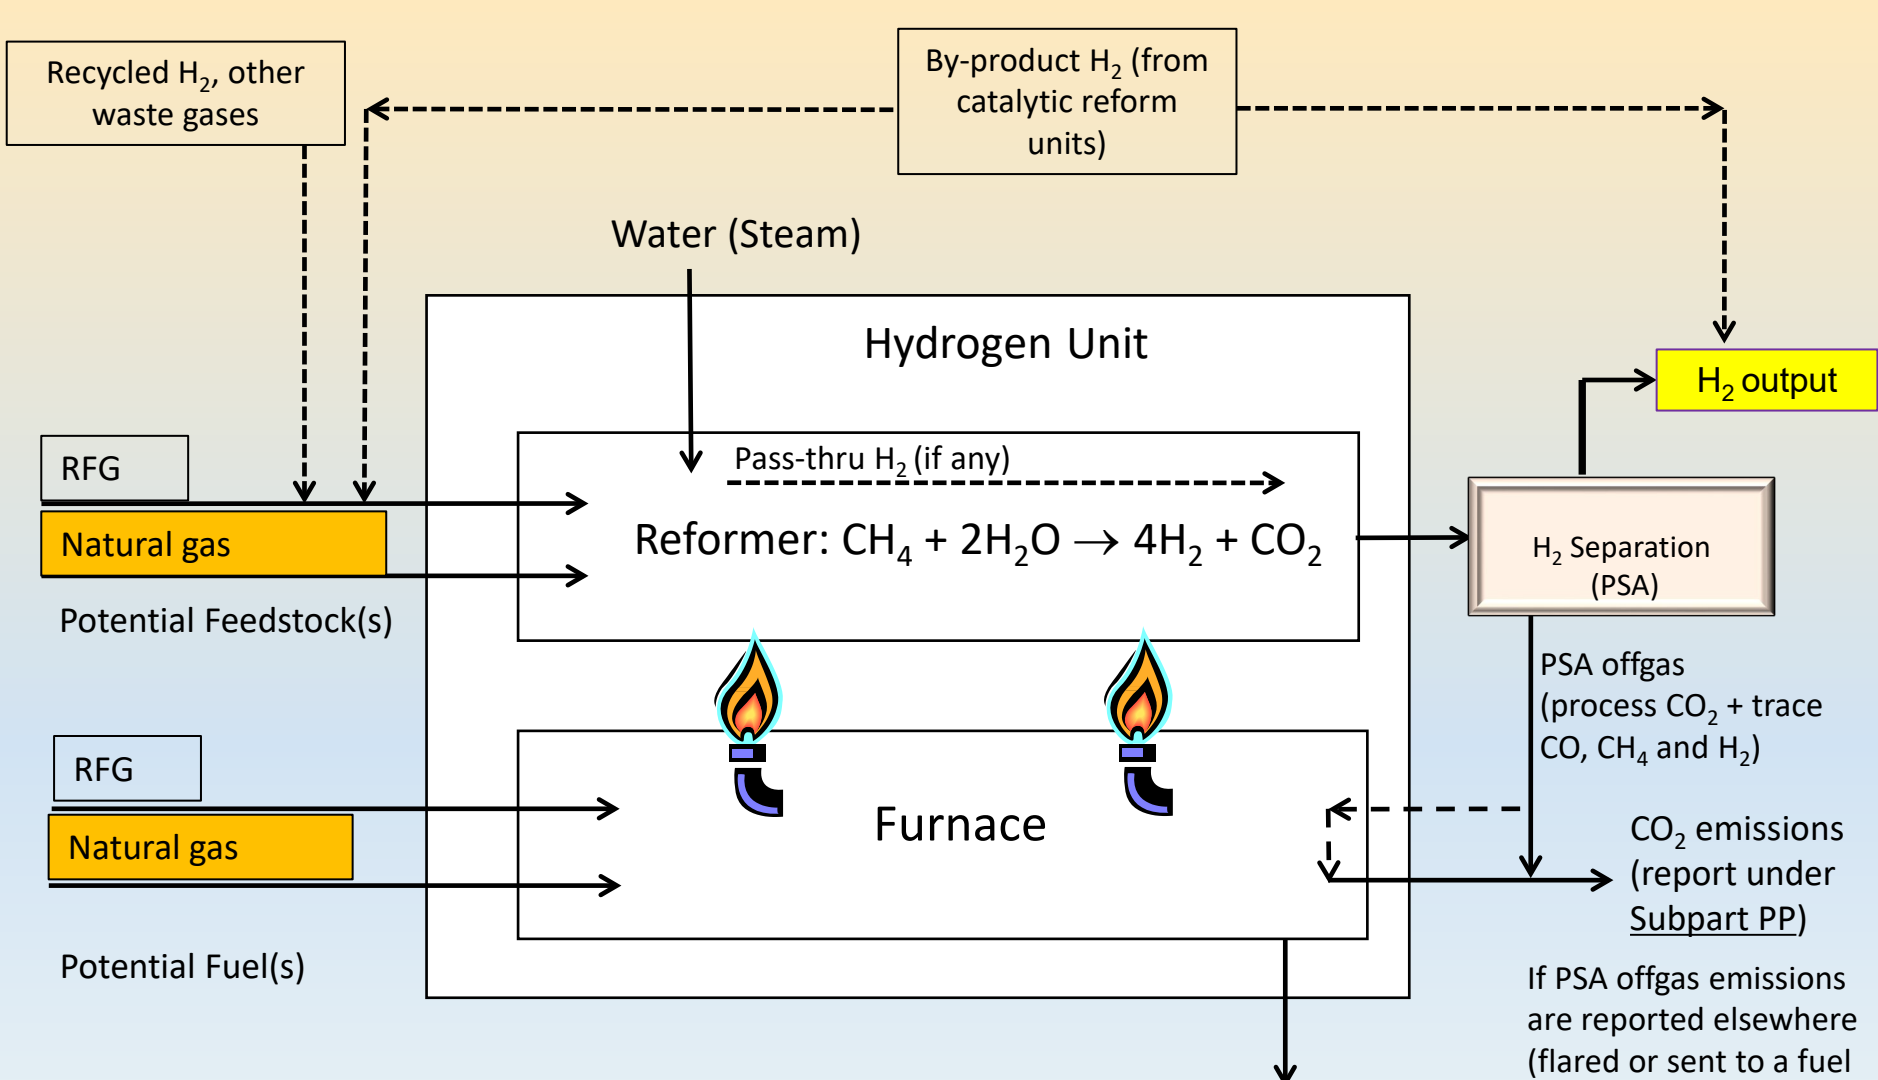 Recycled H₂, other
waste gases
By-product H₂ (from
catalytic reform
units)
Water (Steam)
Hydrogen Unit
H₂ output
RFG
Pass-thru H₂ (if any)
Natural gas
Reformer: CH₄ + 2H₂O → 4H₂ + CO₂
H₂ Separation
(PSA)
Potential Feedstock(s)
PSA offgas
(process CO₂ + trace
CO, CH₄ and H₂)
RFG
Natural gas
Furnace
CO₂ emissions
(report under
Subpart PP)
Potential Fuel(s)
If PSA offgas emissions
are reported elsewhere
(flared or sent to a fuel